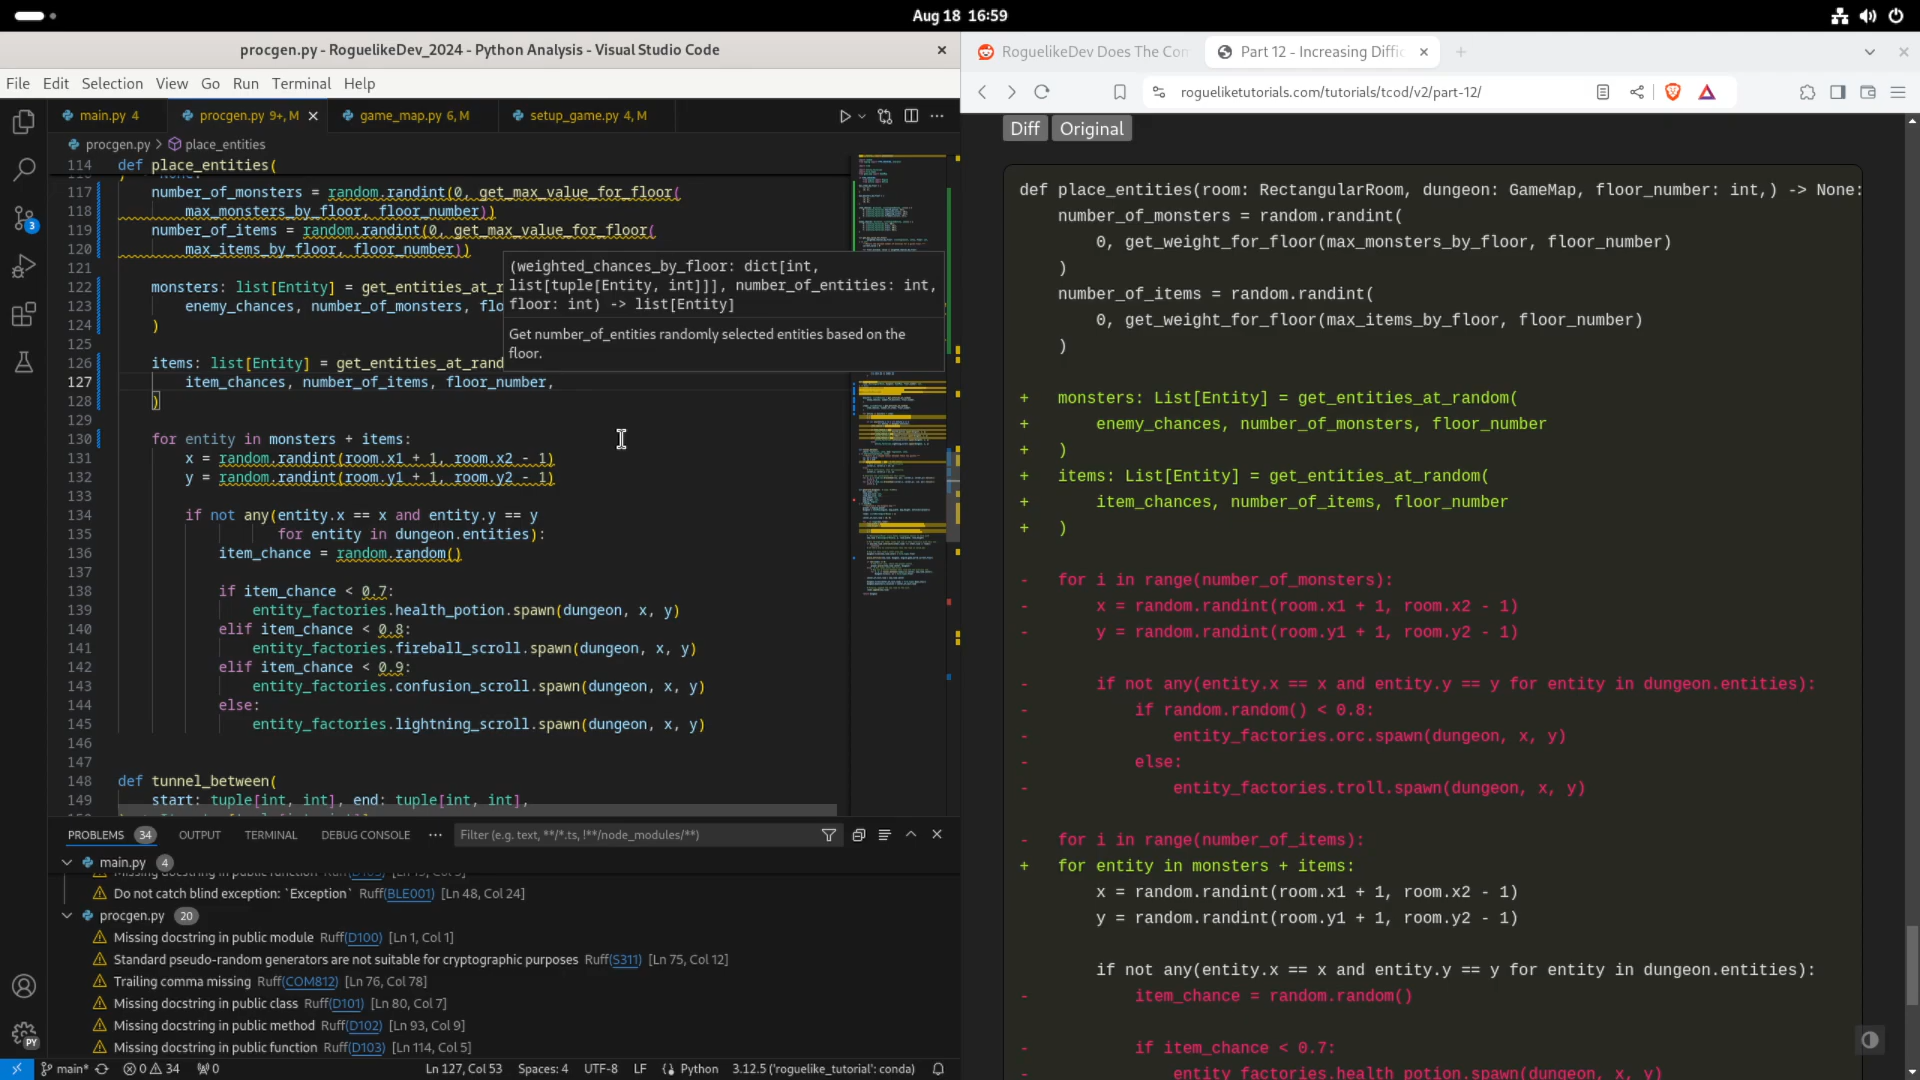 Aug 18 16:59
procgen.py - RoguelikeDev_2024 - Python Analysis - Visual Studio Code
File Edit Selection View Go Run Terminal Help
main.py 4
procgen.py 9+, M
game_map.py 6, M
setup_game.py 4, M
procgen.py > place_entities
114 def place_entities(
117 number_of_monsters = random.randint(0, get_max_value_for_floor(
118 max_monsters_by_floor, floor_number))
119 number_of_items = random.randint(0, get_max_value_for_floor(
120 max_items_by_floor, floor_number))
121
122 monsters: list[Entity] = get_entities_at_r
123 enemy_chances, number_of_monsters, flo
124 )
125
126 items: list[Entity] = get_entities_at_rand
127 item_chances, number_of_items, floor_number,
128 )
129
130 for entity in monsters + items:
131 x = random.randint(room.x1 + 1, room.x2 - 1)
132 y = random.randint(room.y1 + 1, room.y2 - 1)
133
134 if not any(entity.x == x and entity.y == y
135 for entity in dungeon.entities):
136 item_chance = random.random()
137
138 if item_chance < 0.7:
139 entity_factories.health_potion.spawn(dungeon, x, y)
140 elif item_chance < 0.8:
141 entity_factories.fireball_scroll.spawn(dungeon, x, y)
142 elif item_chance < 0.9:
143 entity_factories.confusion_scroll.spawn(dungeon, x, y)
144 else:
145 entity_factories.lightning_scroll.spawn(dungeon, x, y)
146
147
148 def tunnel_between(
149 start: tuple[int, int], end: tuple[int, int],
(weighted_chances_by_floor: dict[int,
list[tuple[Entity, int]]], number_of_entities: int,
floor: int) -> list[Entity]
Get number_of_entities randomly selected entities based on the
floor.
3
PY
PROBLEMS 34 OUTPUT TERMINAL DEBUG CONSOLE ··· Filter (e.g. text, **/*.ts, !**/node_modules/**)
main.py 4
Do not catch blind exception: `Exception` Ruff(BLE001) [Ln 48, Col 24]
procgen.py 20
Missing docstring in public module Ruff(D100) [Ln 1, Col 1]
Standard pseudo-random generators are not suitable for cryptographic purposes Ruff(S311) [Ln 75, Col 12]
Trailing comma missing Ruff(COM812) [Ln 76, Col 78]
Missing docstring in public class Ruff(D101) [Ln 80, Col 7]
Missing docstring in public method Ruff(D102) [Ln 93, Col 9]
Missing docstring in public function Ruff(D103) [Ln 114, Col 5]
main* 0 34 0 Ln 127, Col 53 Spaces: 4 UTF-8 LF Python 3.12.5 ('roguelike_tutorial': conda)
RoguelikeDev Does The Con
Part 12 - Increasing Diffic
rogueliketutorials.com/tutorials/tcod/v2/part-12/
Diff Original
def place_entities(room: RectangularRoom, dungeon: GameMap, floor_number: int,) -> None:
number_of_monsters = random.randint(
0, get_weight_for_floor(max_monsters_by_floor, floor_number)
)
number_of_items = random.randint(
0, get_weight_for_floor(max_items_by_floor, floor_number)
)
+ monsters: List[Entity] = get_entities_at_random(
+ enemy_chances, number_of_monsters, floor_number
+ )
+ items: List[Entity] = get_entities_at_random(
+ item_chances, number_of_items, floor_number
+ )
- for i in range(number_of_monsters):
- x = random.randint(room.x1 + 1, room.x2 - 1)
- y = random.randint(room.y1 + 1, room.y2 - 1)
- if not any(entity.x == x and entity.y == y for entity in dungeon.entities):
- if random.random() < 0.8:
- entity_factories.orc.spawn(dungeon, x, y)
- else:
- entity_factories.troll.spawn(dungeon, x, y)
- for i in range(number_of_items):
+ for entity in monsters + items:
x = random.randint(room.x1 + 1, room.x2 - 1)
y = random.randint(room.y1 + 1, room.y2 - 1)
if not any(entity.x == x and entity.y == y for entity in dungeon.entities):
- item_chance = random.random()
- if item_chance < 0.7:
- entity_factories.health_potion.spawn(dungeon, x, y)